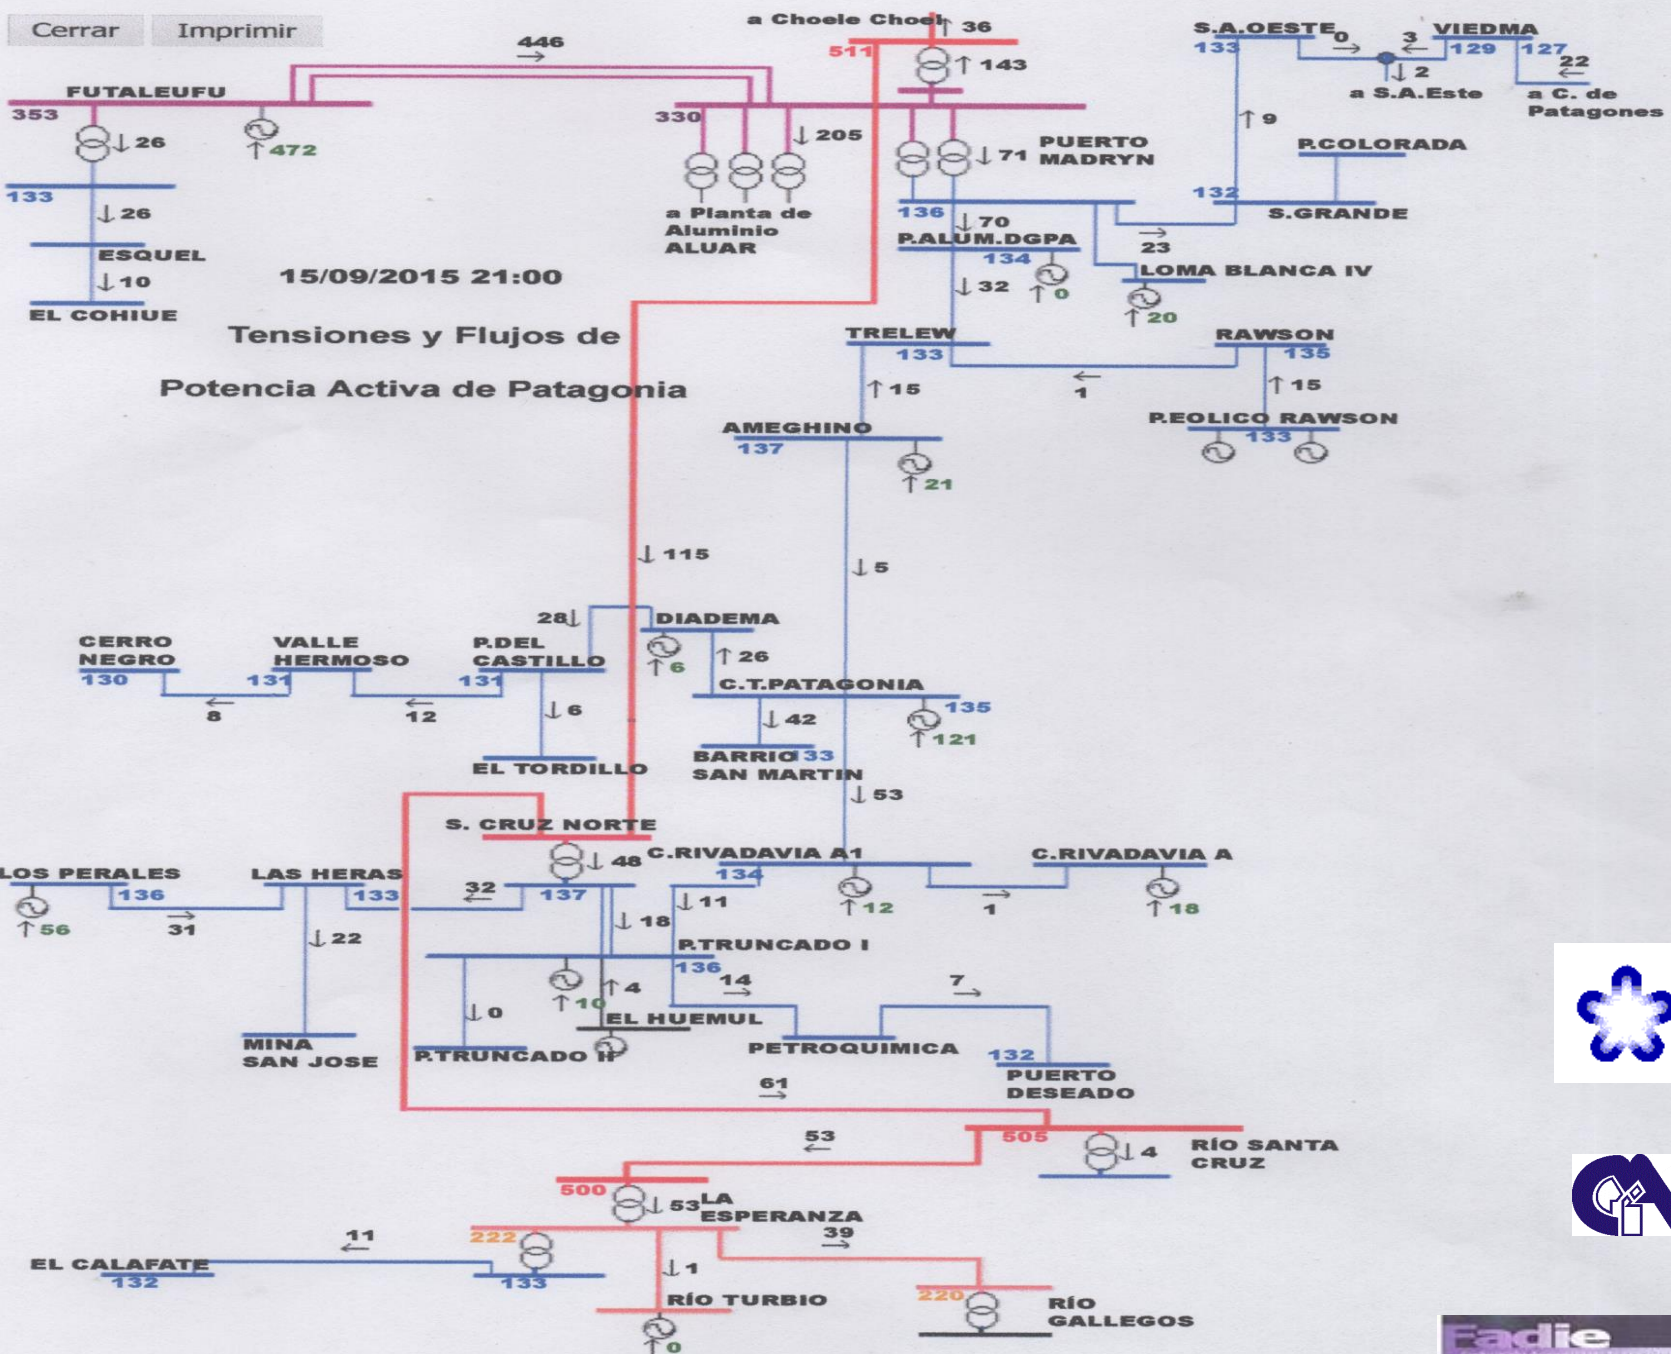 Cerrar Imprimir
a Choele Choel ↑ 36
511
↑ 143
446
→
FUTALEUFU
353
↓ 26
↑ 472
133
↓ 26
ESQUEL
↓ 10
EL COHIUE
15/09/2015 21:00
Tensiones y Flujos de
Potencia Activa de Patagonia
330
↓ 205
a Planta de
Aluminio
ALUAR
↓ 71
PUERTO
MADRYN
136
↓ 70
P.ALUM.DGPA
134
↑ 0
↓ 32
→
23
LOMA BLANCA IV
↑ 20
S.A.OESTE
133
0
→
3
←
VIEDMA
129 127
↓ 2
a S.A.Este
22
←
a C. de
Patagones
↑ 9
P.COLORADA
132
S.GRANDE
TRELEW
133
RAWSON
135
←
1
↑ 15
↑ 15
P.EOLICO RAWSON
133
AMEGHINO
137
↑ 21
↓ 115
↓ 5
28 ↓
DIADEMA
↑ 6
↑ 26
CERRO
NEGRO
130
VALLE
HERMOSO
131
P.DEL
CASTILLO
131
←
8
←
12
↓ 6
EL TORDILLO
C.T.PATAGONIA
135
↑ 121
↓ 42
BARRIO 133
SAN MARTIN
↓ 53
S. CRUZ NORTE
↓ 48
137
C.RIVADAVIA A1
134
↑ 12
→
1
C.RIVADAVIA A
↑ 18
LOS PERALES
136
↑ 56
→
31
LAS HERAS
133
32
←
↓ 22
MINA
SAN JOSE
↓ 18
↓ 11
P.TRUNCADO I
136
↑ 10
↑ 4
↓ 0
P.TRUNCADO II
EL HUEMUL
14
→
PETROQUIMICA
7
→
132
PUERTO
DESEADO
61
→
505
RÍO SANTA
CRUZ
↓ 4
53
←
500
↓ 53
LA
ESPERANZA
222
39
→
11
←
EL CALAFATE
132
133
↓ 1
RÍO TURBIO
↑ 0
220
RÍO
GALLEGOS
Fadie